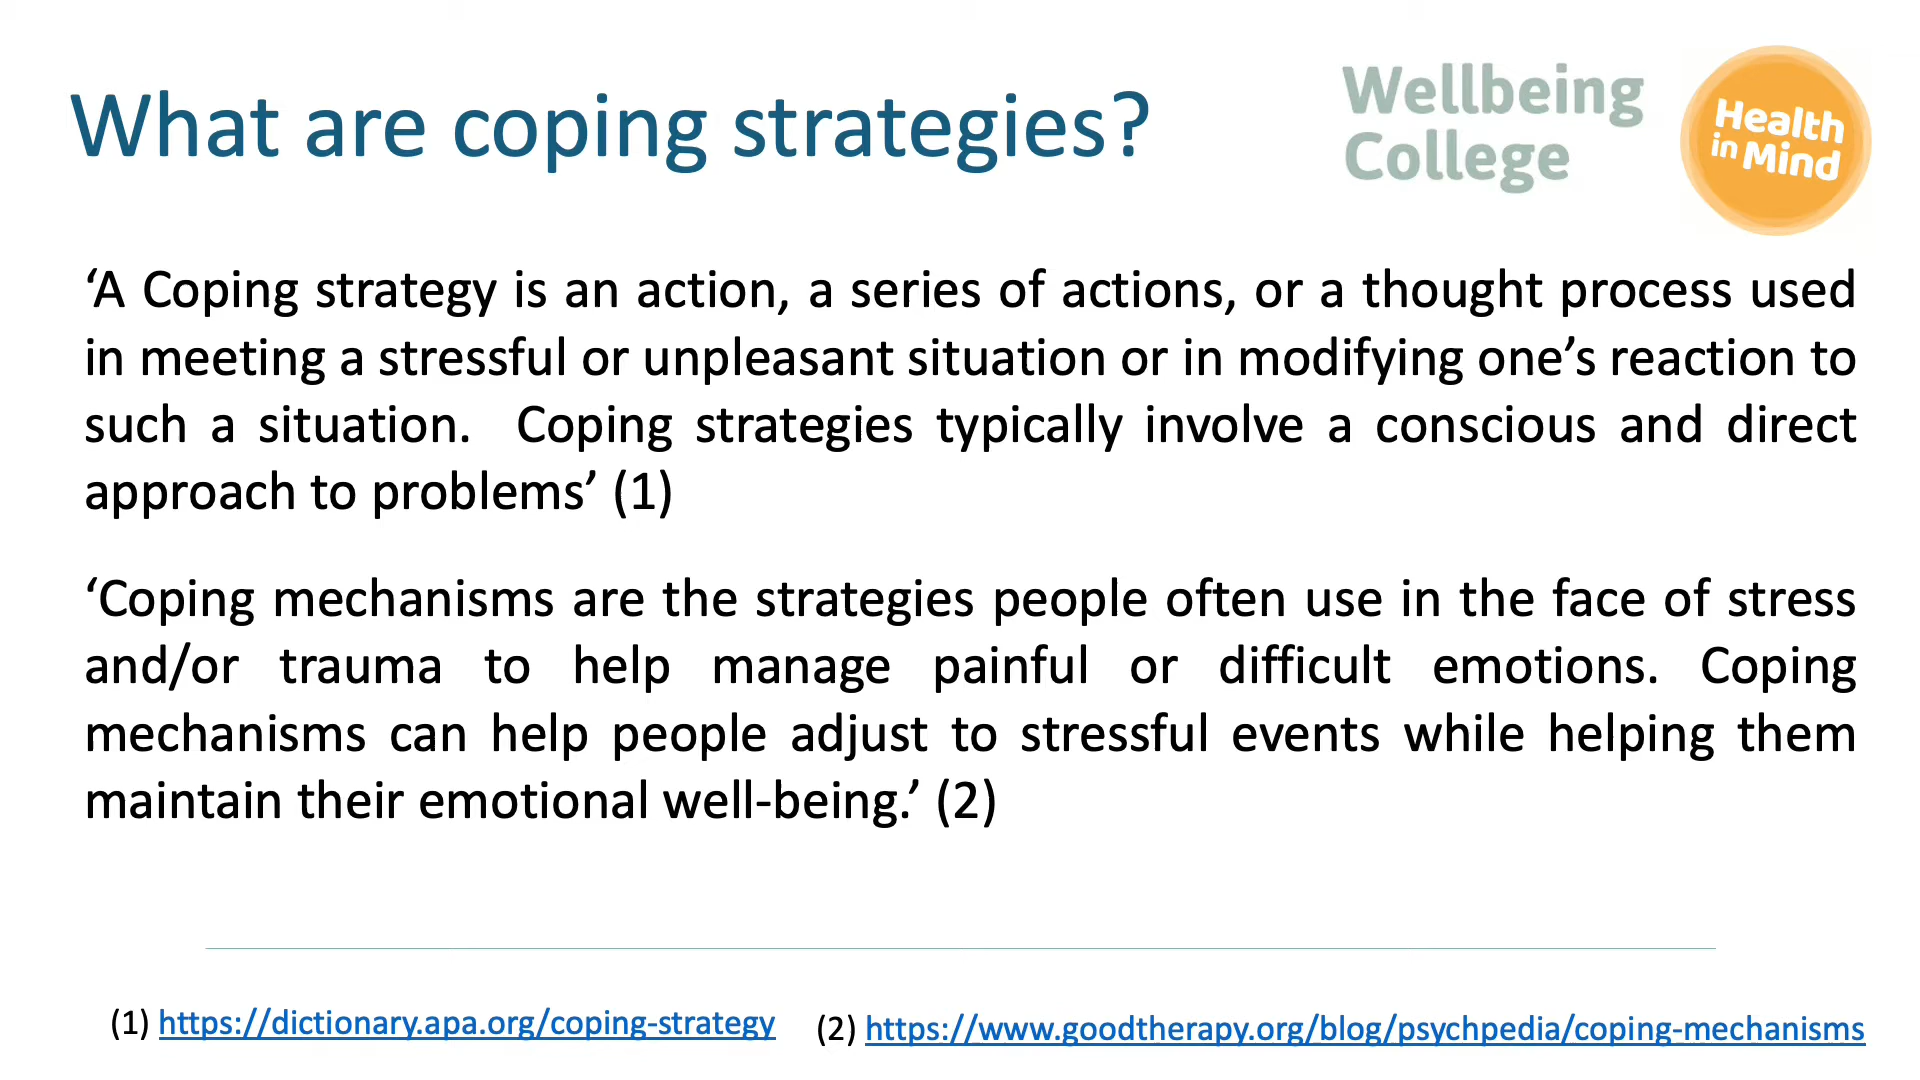 What are coping strategies?
Wellbeing
College
Health
in Mind
‘A Coping strategy is an action, a series of actions, or a thought process used
in meeting a stressful or unpleasant situation or in modifying one’s reaction to
such a situation.  Coping strategies typically involve a conscious and direct
approach to problems’ (1)
‘Coping mechanisms are the strategies people often use in the face of stress
and/or trauma to help manage painful or difficult emotions. Coping
mechanisms can help people adjust to stressful events while helping them
maintain their emotional well-being.’ (2)
(1) https://dictionary.apa.org/coping-strategy
(2) https://www.goodtherapy.org/blog/psychpedia/coping-mechanisms